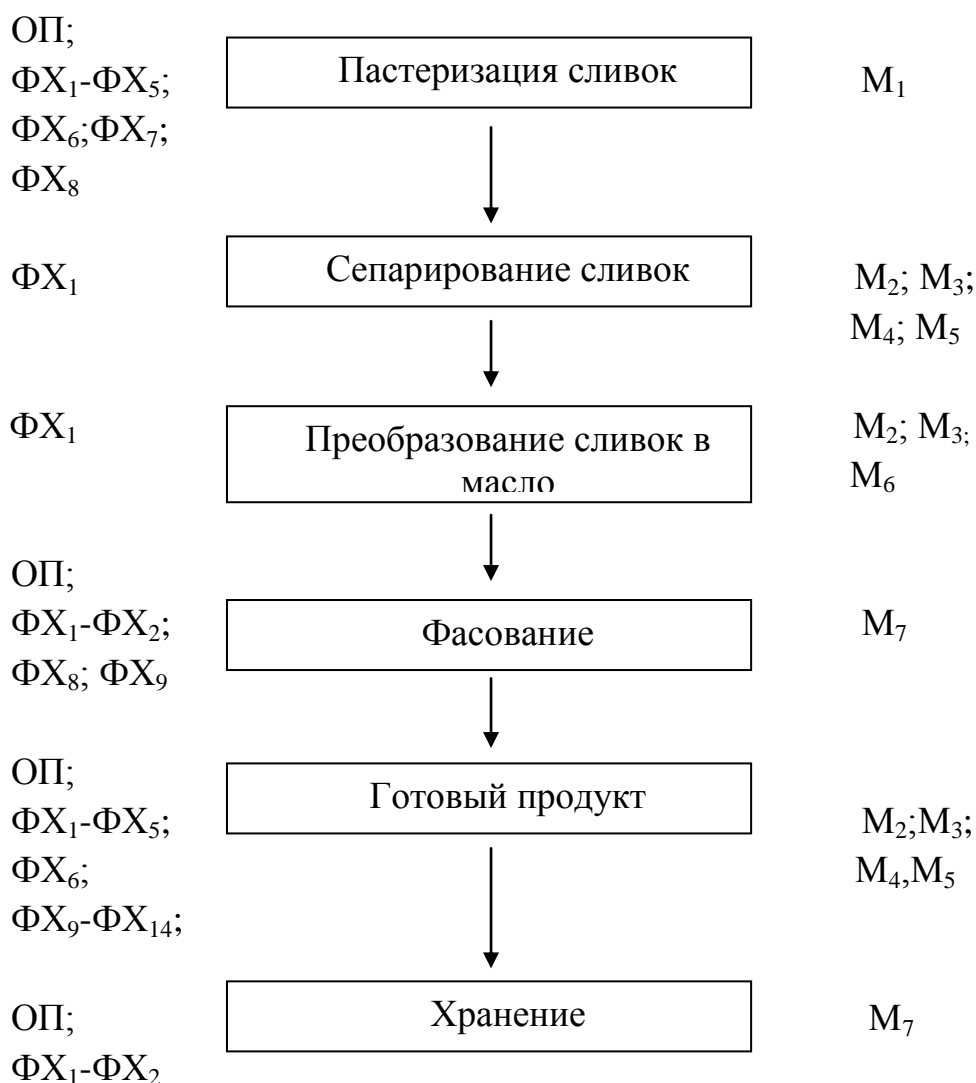 ОП;
ФХ₁-ФХ₅;
ФХ₆;ФХ₇;
ФХ₈
Пастеризация сливок
М₁
ФХ₁
Сепарирование сливок
М₂; М₃;
М₄; М₅
ФХ₁
Преобразование сливок в
масло
М₂; М₃;
М₆
ОП;
ФХ₁-ФХ₂;
ФХ₈; ФХ₉
Фасование
М₇
ОП;
ФХ₁-ФХ₅;
ФХ₆;
ФХ₉-ФХ₁₄;
Готовый продукт
М₂;М₃;
М₄,М₅
ОП;
ФХ₁-ФХ₂
Хранение
М₇